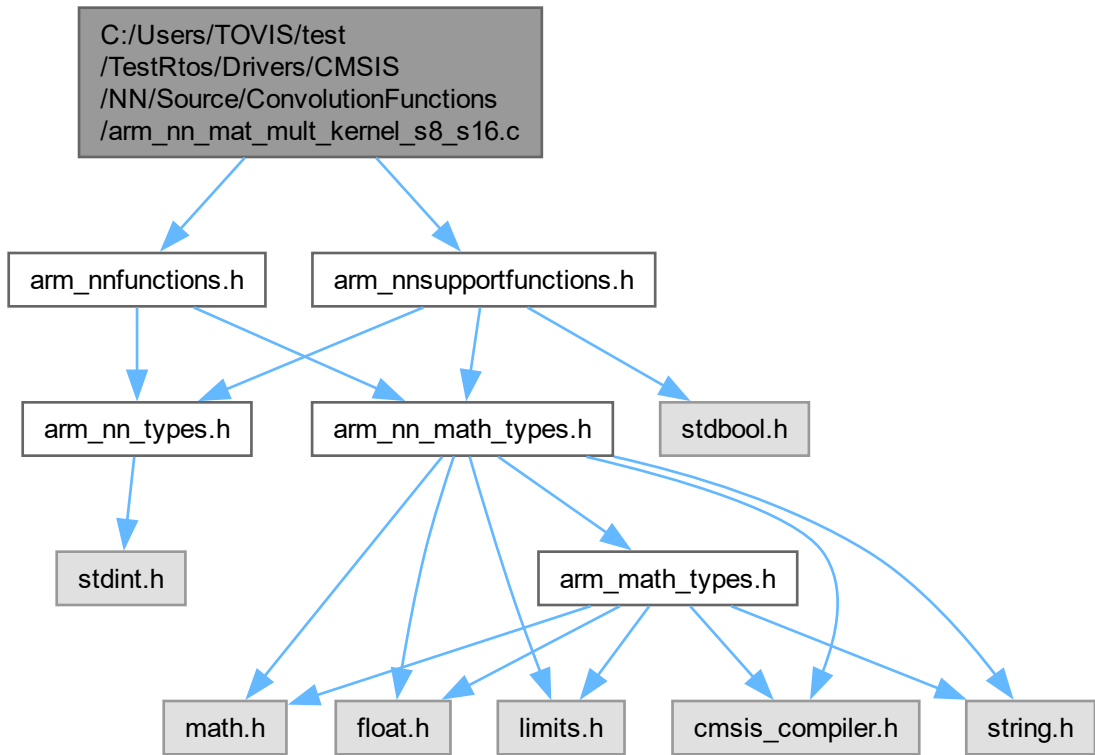 C:/Users/TOVIS/test
/TestRtos/Drivers/CMSIS
/NN/Source/ConvolutionFunctions
/arm_nn_mat_mult_kernel_s8_s16.c
arm_nnfunctions.h
arm_nnsupportfunctions.h
arm_nn_types.h
arm_nn_math_types.h
stdbool.h
stdint.h
arm_math_types.h
math.h
float.h
limits.h
cmsis_compiler.h
string.h